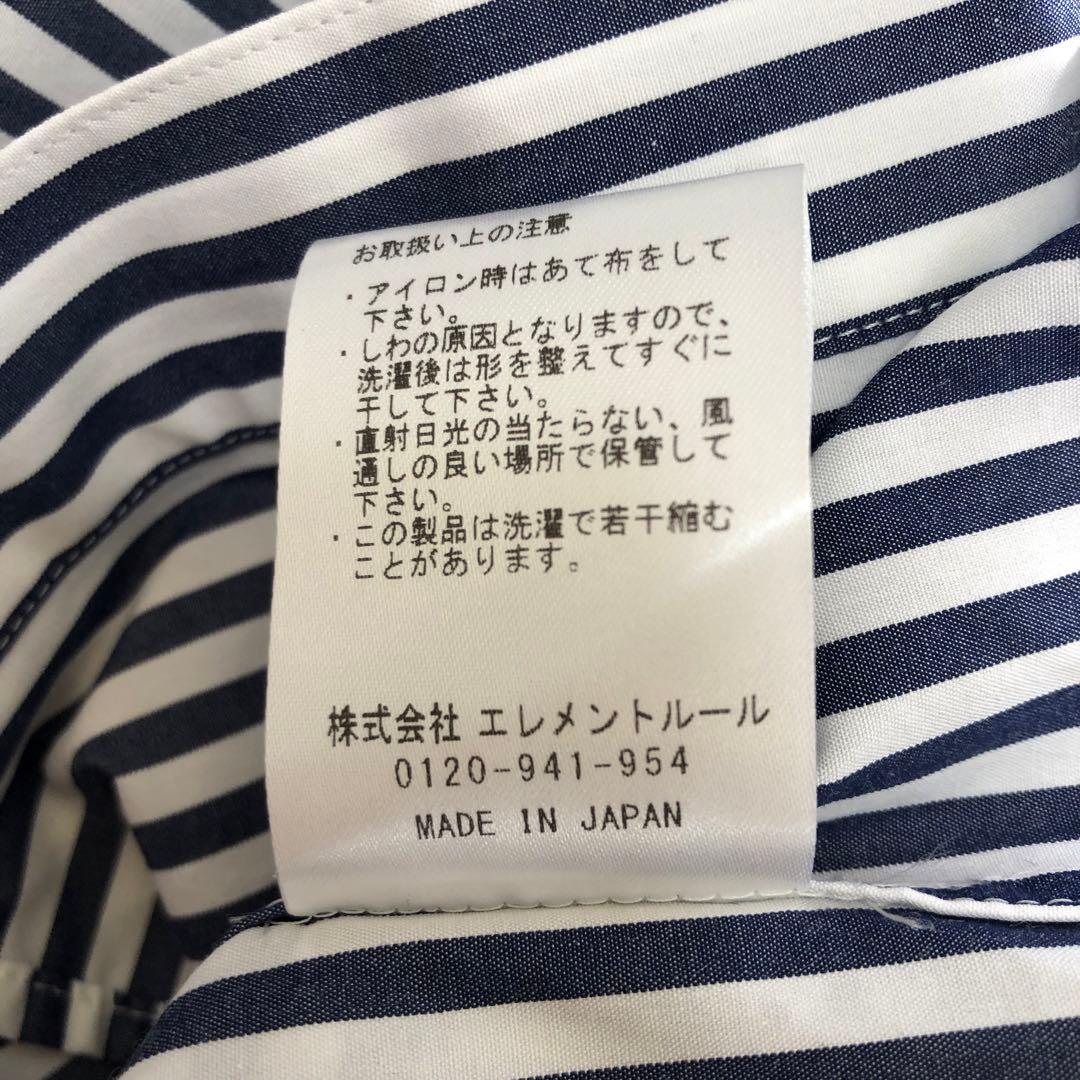 お取扱い上の注意
・アイロン時はあて布をして
下さい。
・しわの原因となりますので、
洗濯後は形を整えてすぐに
干して下さい。
・直射日光の当たらない、風
通しの良い場所で保管して
下さい。
・この製品は洗濯で若干縮む
ことがあります。
株式会社 エレメントルール
0120-941-954
MADE IN JAPAN